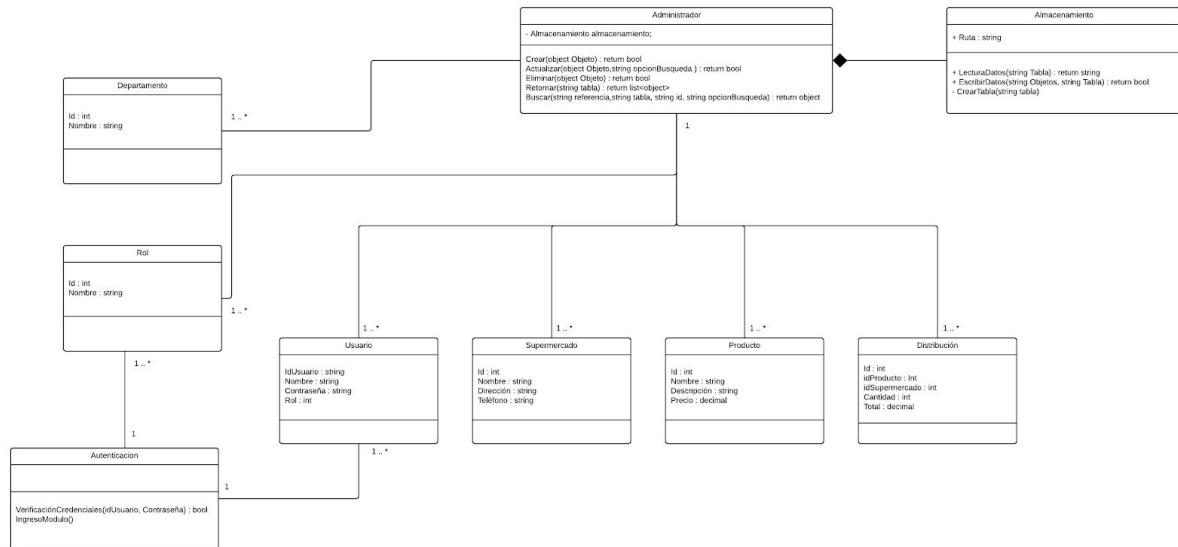 Administrador
- Almacenamiento almacenamiento;
Crear(object Objeto) : return bool
Actualizar(object Objeto,string opcionBusqueda ) : return bool
Eliminar(object Objeto) : return bool
Retornar(string tabla) : return list<object>
Buscar(string referencia,string tabla, string id, string opcionBusqueda) : return object
1
Almacenamiento
+ Ruta : string
+ LecturaDatos(string Tabla) : return string
+ EscribirDatos(string Objetos, string Tabla) : return bool
- CrearTabla(string tabla)
Departamento
Id : int
Nombre : string
1 .. *
Rol
Id : int
Nombre : string
1 .. *
1 .. *
Usuario
IdUsuario : string
Nombre : string
Contraseña : string
Rol : int
1 .. *
1 .. *
Supermercado
Id : int
Nombre : string
Dirección : string
Teléfono : string
1 .. *
Producto
Id : int
Nombre : string
Descripción : string
Precio : decimal
1 .. *
Distribución
Id : int
idProducto : Int
idSupermercado : int
Cantidad : int
Total : decimal
1 .. *
1
Autenticacion
VerificaciónCredenciales(idUsuario, Contraseña) : bool
IngresoModulo()
1